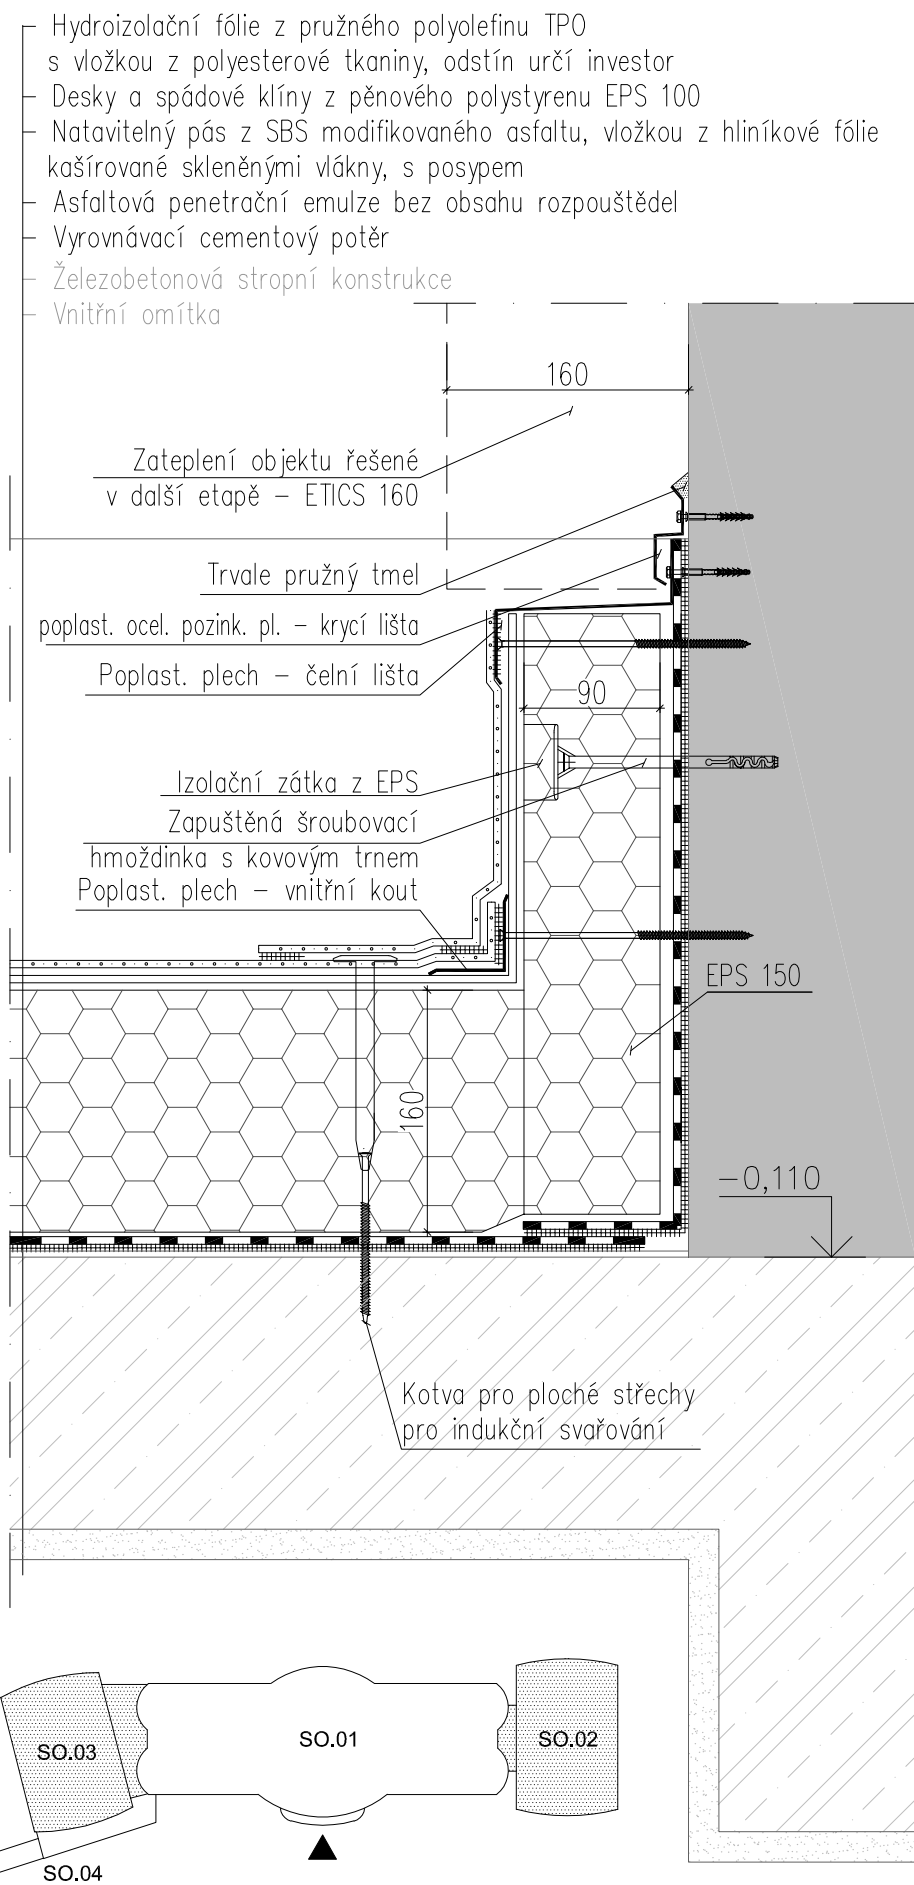 Hydroizolační fólie z pružného polyolefinu TPO
s vložkou z polyesterové tkaniny, odstín určí investor
Desky a spádové klíny z pěnového polystyrenu EPS 100
Natavitelný pás z SBS modifikovaného asfaltu, vložkou z hliníkové fólie
kašírované skleněnými vlákny, s posypem
Asfaltová penetrační emulze bez obsahu rozpouštědel
Vyrovnávací cementový potěr
Železobetonová stropní konstrukce
Vnitřní omítka
160
Zateplení objektu řešené
v další etapě – ETICS 160
Trvale pružný tmel
poplast. ocel. pozink. pl. – krycí lišta
Poplast. plech – čelní lišta
90
Izolační zátka z EPS
Zapuštěná šroubovací
hmoždinka s kovovým trnem
Poplast. plech – vnitřní kout
EPS 150
160
–0,110
Kotva pro ploché střechy
pro indukční svařování
SO.03
SO.01
SO.02
SO.04